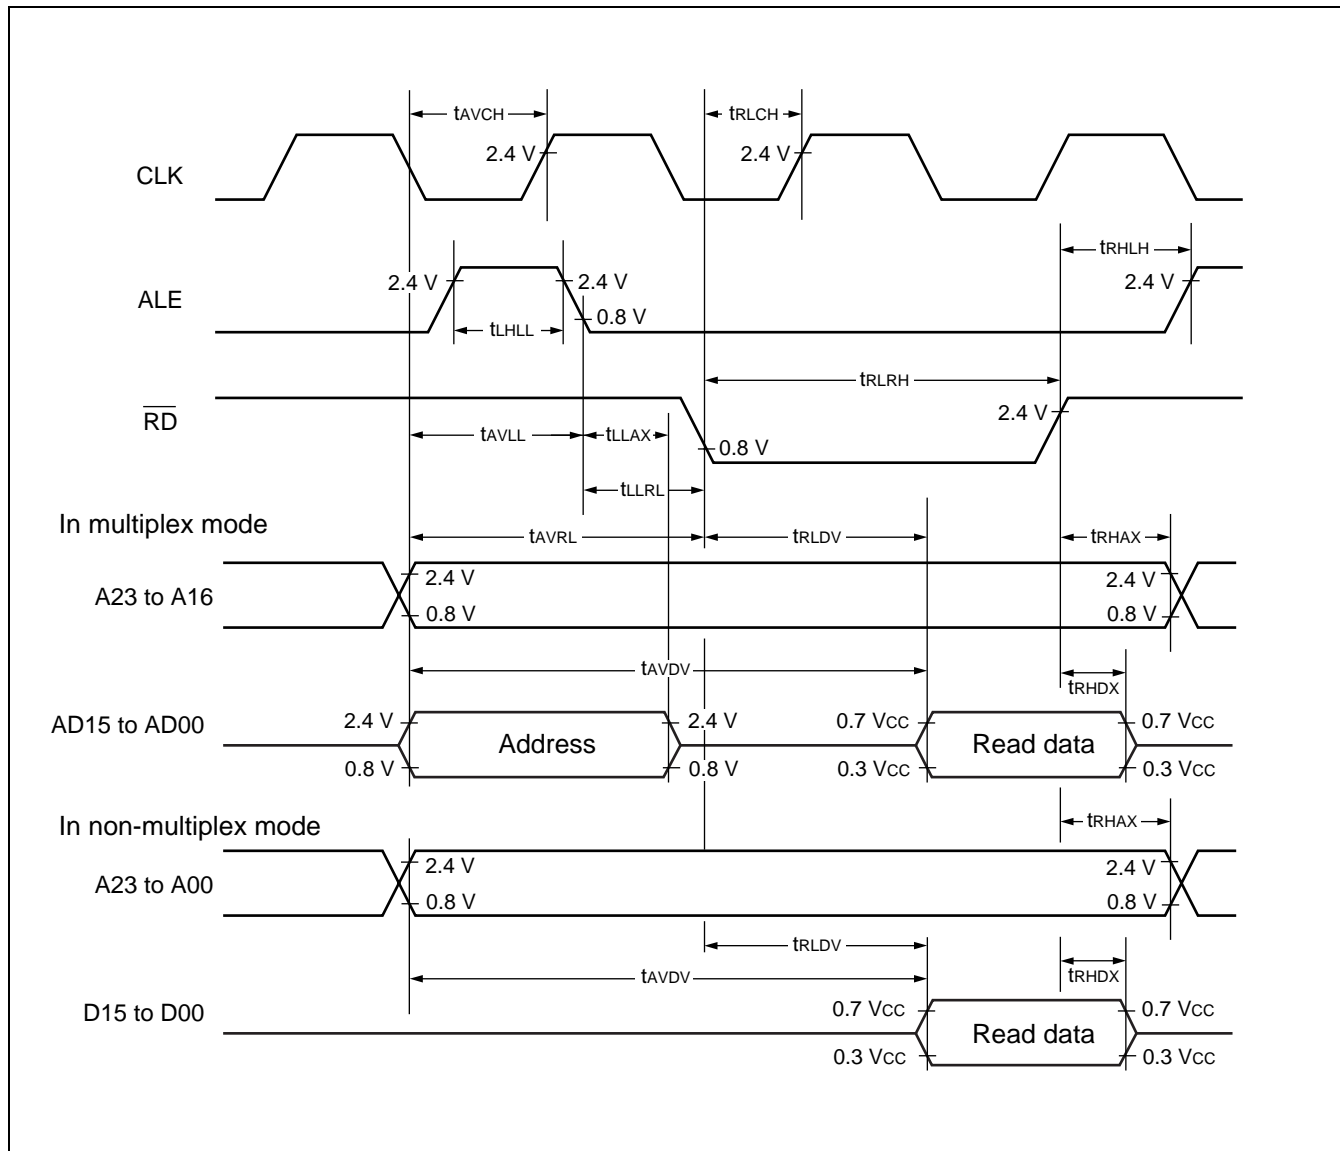 tAVCH
tRLCH
2.4 V
2.4 V
CLK
tRHLH
2.4 V
2.4 V
2.4 V
ALE
0.8 V
tLHLL
tRLRH
2.4 V
RD
tAVLL
tLLAX
0.8 V
tLLRL
In multiplex mode
tAVRL
tRLDV
tRHAX
2.4 V
2.4 V
A23 to A16
0.8 V
0.8 V
tAVDV
tRHDX
AD15 to AD00
2.4 V
2.4 V
0.7 VCC
0.7 VCC
Address
Read data
0.8 V
0.8 V
0.3 VCC
0.3 VCC
In non-multiplex mode
tRHAX
2.4 V
2.4 V
A23 to A00
0.8 V
0.8 V
tRLDV
tAVDV
tRHDX
D15 to D00
0.7 VCC
0.7 VCC
Read data
0.3 VCC
0.3 VCC